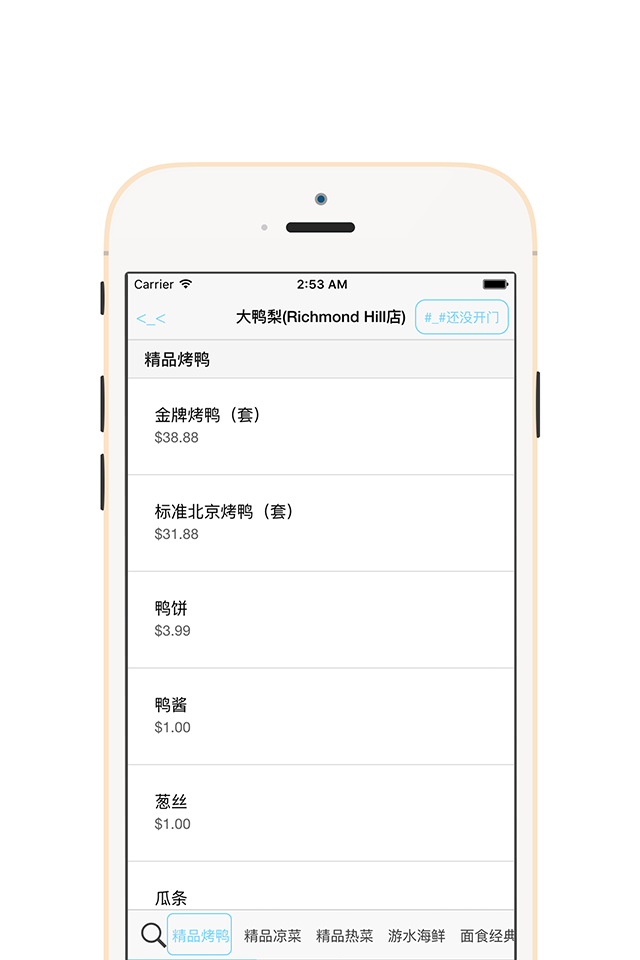 Carrier 2:53 AM
<_< 大鸭梨(Richmond Hill店) #_#还没开门
精品烤鸭
金牌烤鸭（套）
$38.88
标准北京烤鸭（套）
$31.88
鸭饼
$3.99
鸭酱
$1.00
葱丝
$1.00
瓜条
精品烤鸭 精品凉菜 精品热菜 游水海鲜 面食经典